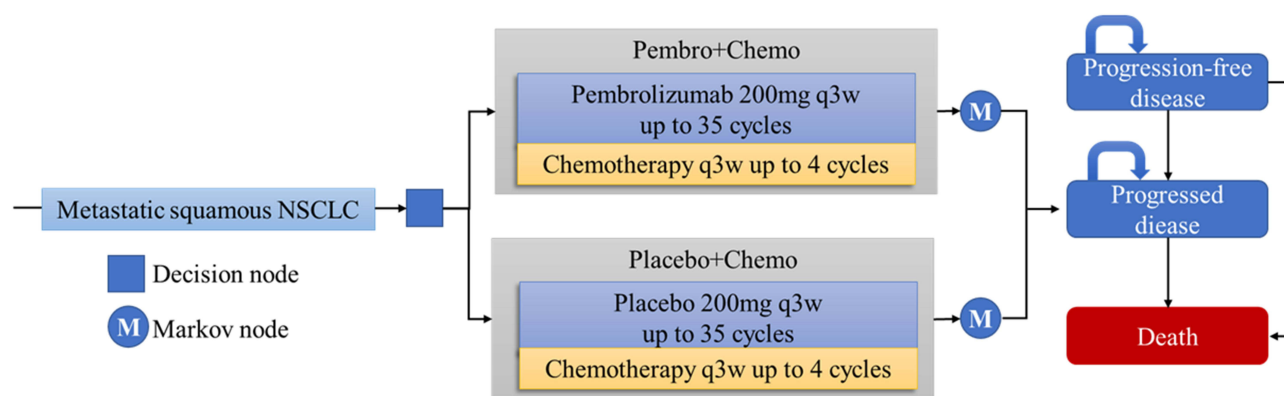 Metastatic squamous NSCLC
Decision node
M
Markov node
Pembro+Chemo
Pembrolizumab 200mg q3w
up to 35 cycles
Chemotherapy q3w up to 4 cycles
M
Placebo+Chemo
Placebo 200mg q3w
up to 35 cycles
Chemotherapy q3w up to 4 cycles
M
Progression-free
disease
Progressed
diease
Death